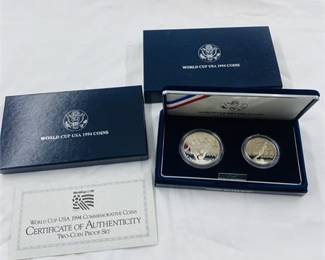 WORLD CUP USA 1994 COINS
WORLD CUP USA 1994 COINS
WORLD CUP USA 1994 COMMEMORATIVE COINS
CERTIFICATE OF AUTHENTICITY
TWO-COIN PROOF SET